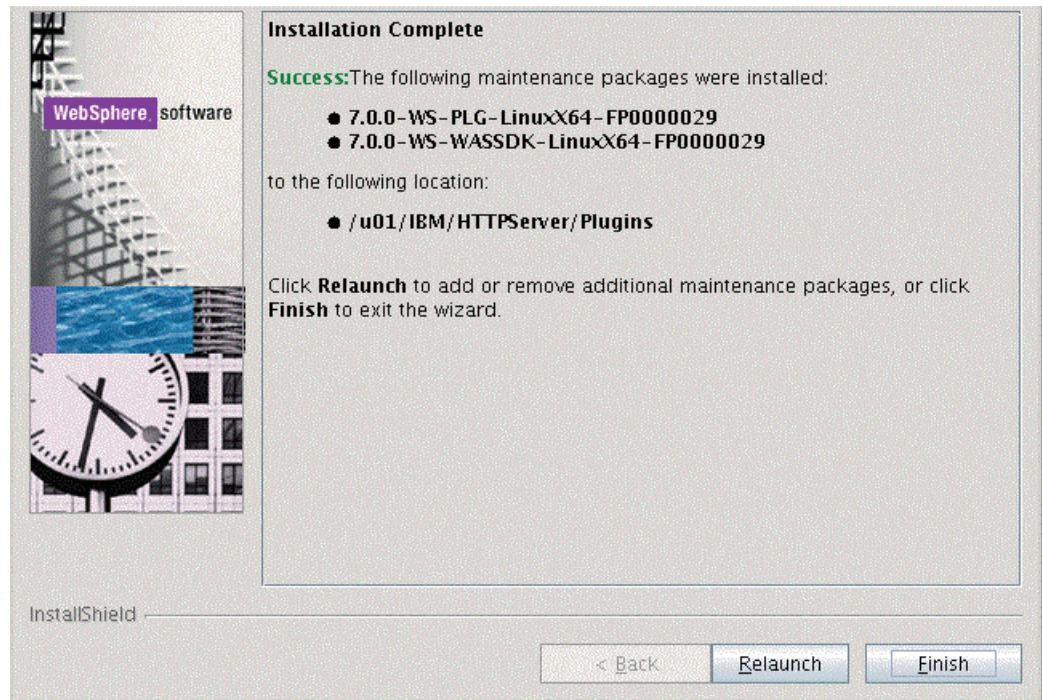 WebSphere software
Installation Complete
Success:The following maintenance packages were installed:
● 7.0.0-WS-PLG-LinuxX64-FP0000029
● 7.0.0-WS-WASSDK-LinuxX64-FP0000029
to the following location:
● /u01/IBM/HTTPServer/Plugins
Click Relaunch to add or remove additional maintenance packages, or click
Finish to exit the wizard.
InstallShield
< Back
Relaunch
Finish